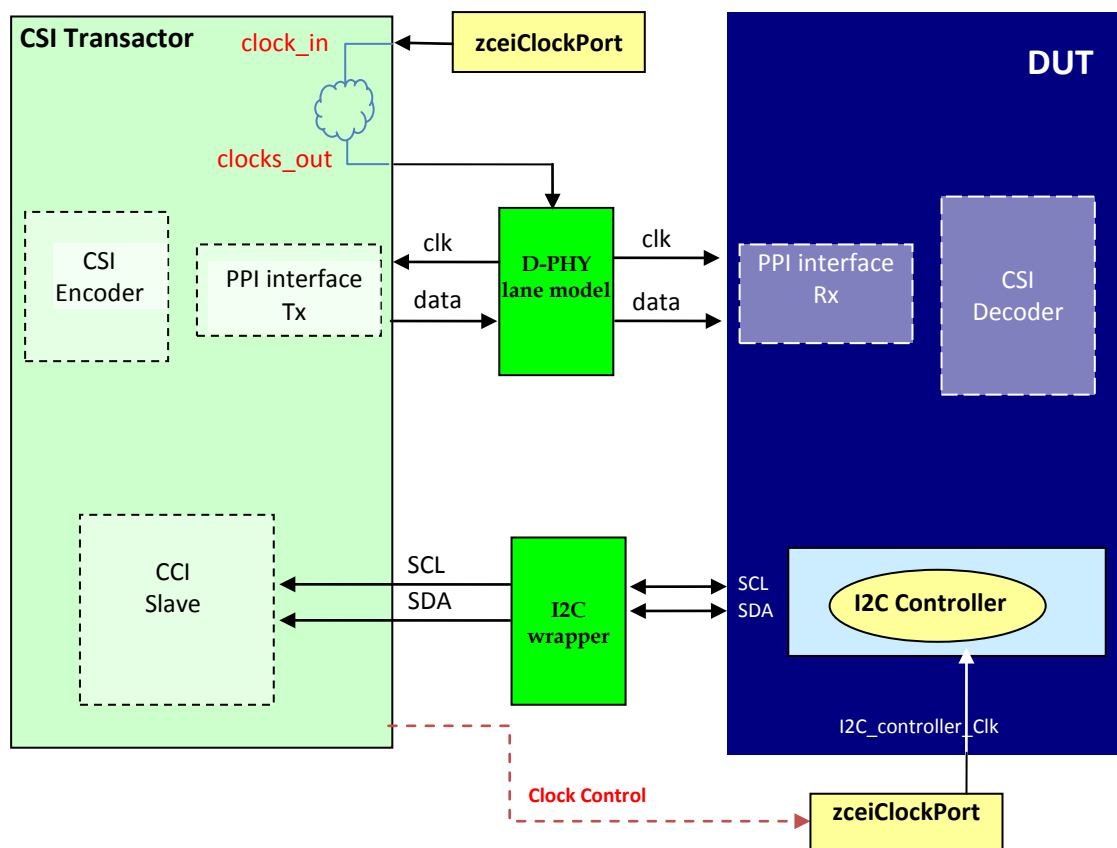 CSI Transactor
clock_in
zceiClockPort
DUT
clocks_out
CSI
Encoder
PPI interface
Tx
clk
data
D-PHY
lane model
clk
data
PPI interface
Rx
CSI
Decoder
CCI
Slave
SCL
SDA
I2C
wrapper
SCL
SDA
I2C Controller
I2C_controller_Clk
Clock Control
zceiClockPort